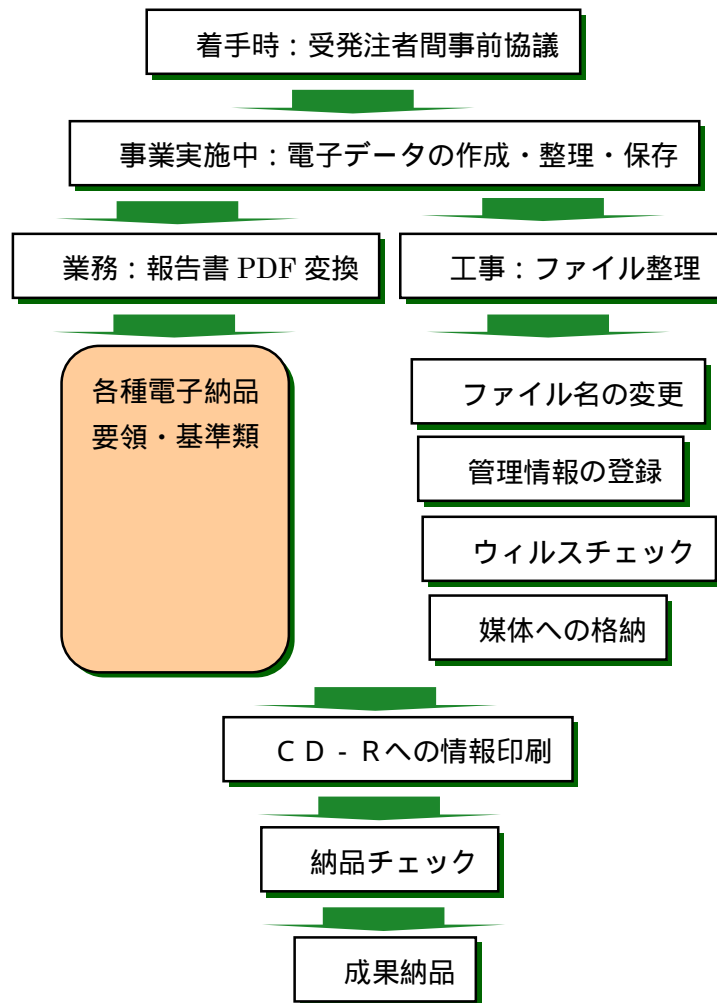 着手時：受発注者間事前協議
事業実施中：電子データの作成・整理・保存
業務：報告書 PDF 変換
工事：ファイル整理
各種電子納品
要領・基準類
ファイル名の変更
管理情報の登録
ウィルスチェック
媒体への格納
ＣＤ‐Ｒへの情報印刷
納品チェック
成果納品